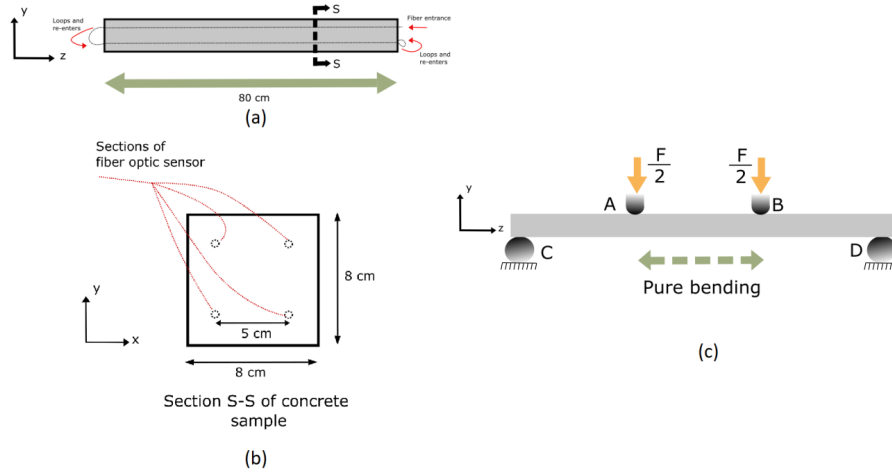 y
z
Loops and
re-enters
S
S
Fiber entrance
Loops and
re-enters
80 cm
(a)
Sections of
fiber optic sensor
y
x
5 cm
8 cm
8 cm
Section S-S of concrete
sample
(b)
y
z
F
2
F
2
A
B
C
D
Pure bending
(c)